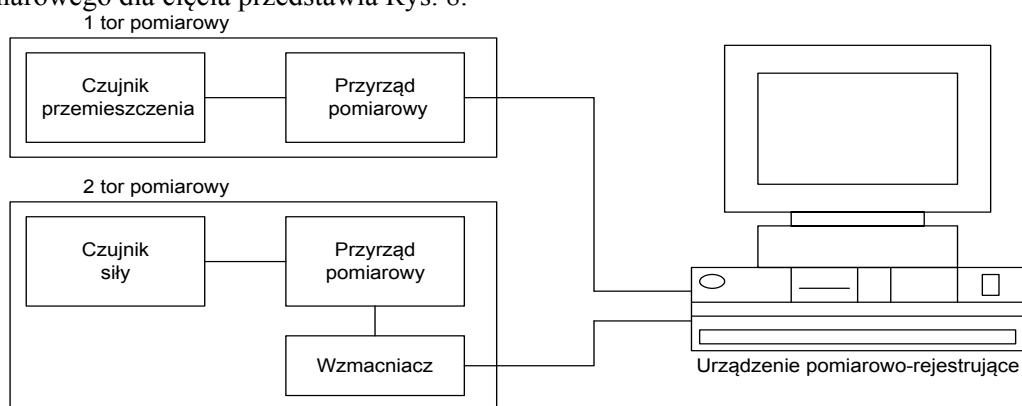 1 tor pomiarowy
Czujnik
przemieszczenia
Przyrząd
pomiarowy
2 tor pomiarowy
Czujnik
siły
Przyrząd
pomiarowy
Wzmacniacz
Urządzenie pomiarowo-rejestrujące